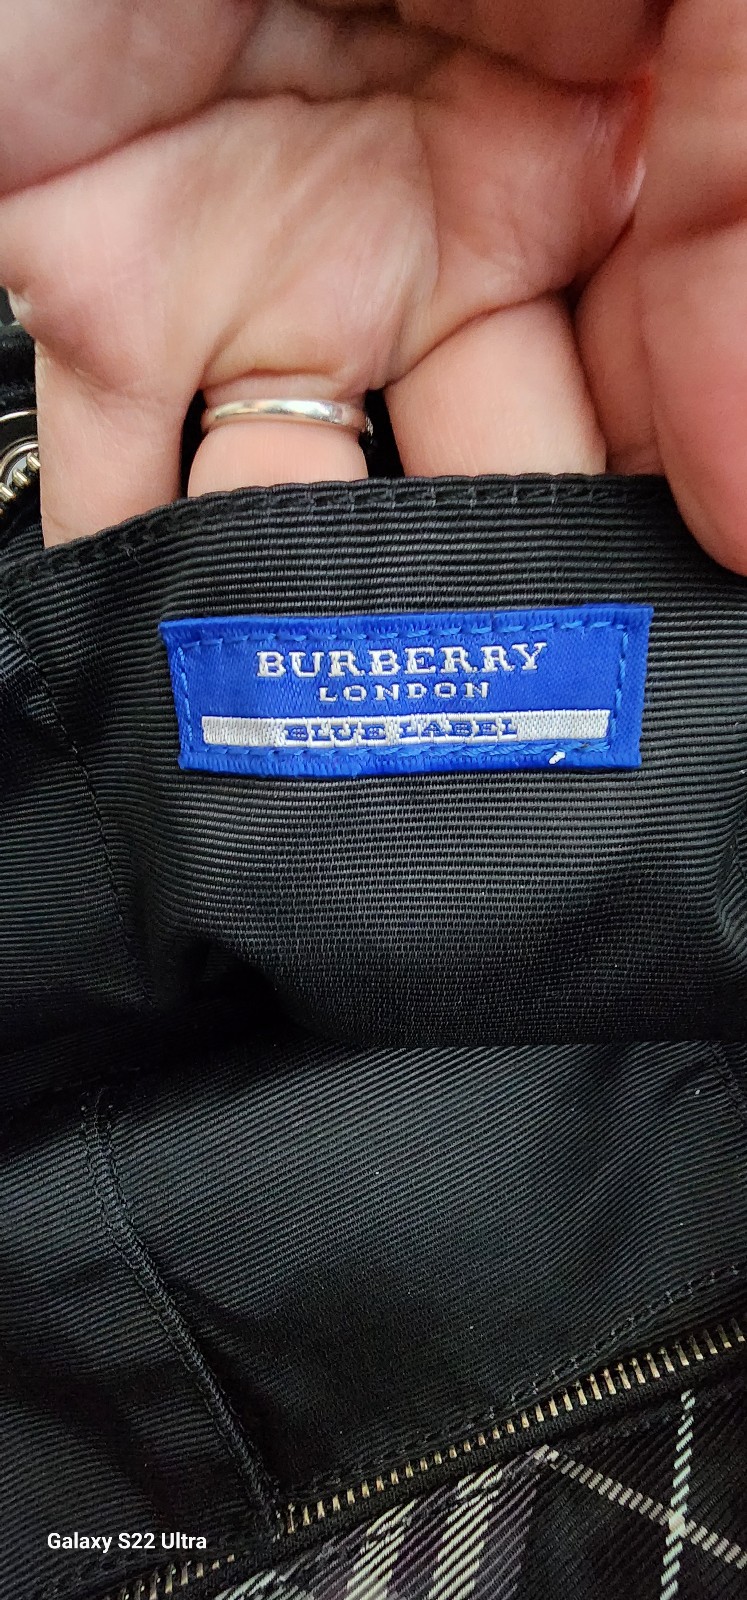 BURBERRY
LONDON
BLUE LABEL
Galaxy S22 Ultra